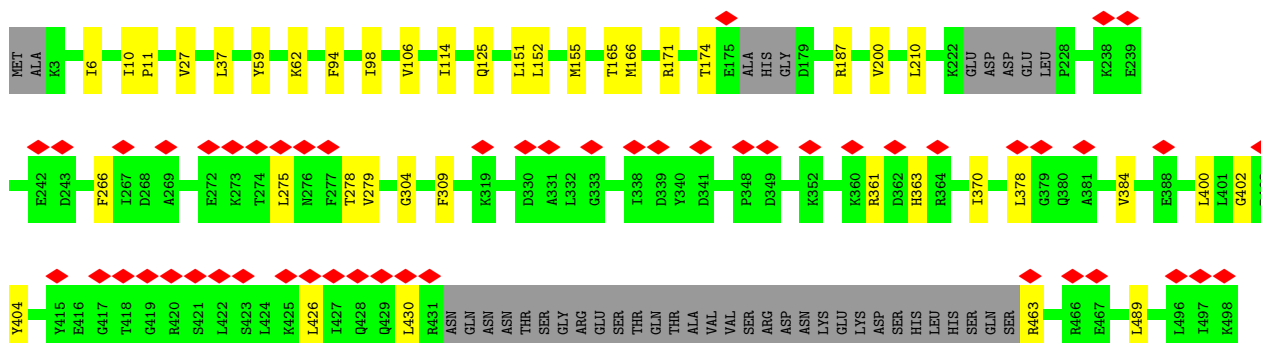 MET ALA K3 I6 I10 P11 V27 L37 Y59 K62 F94 I98 V106 I114 Q125 L151 L152 M155 T165 M166 R171 T174 E175 ALA HIS GLY D179 R187 V200 L210 K222 GLU ASP ASP GLU LEU P228 K238 E239
E242 D243 F266 I267 D268 A269 E272 K273 T274 L275 N276 F277 T278 V279 G304 F309 K319 D330 A331 L332 G333 I338 D339 Y340 D341 P348 D349 K352 K360 R361 D362 H363 R364 I370 L378 G379 Q380 A381 V384 E388 L400 L401 G402
Y404 Y415 E416 G417 T418 G419 R420 S421 L422 S423 L424 K425 L426 I427 Q428 Q429 L430 R431 ASN GLN ASN ASN THR SER GLY ARG GLU SER THR GLN THR ALA VAL VAL SER ARG ASP ASN LYS GLU LYS ASP SER HIS LEU HIS SER GLN SER R463 R466 E467 L489 L496 I497 K498